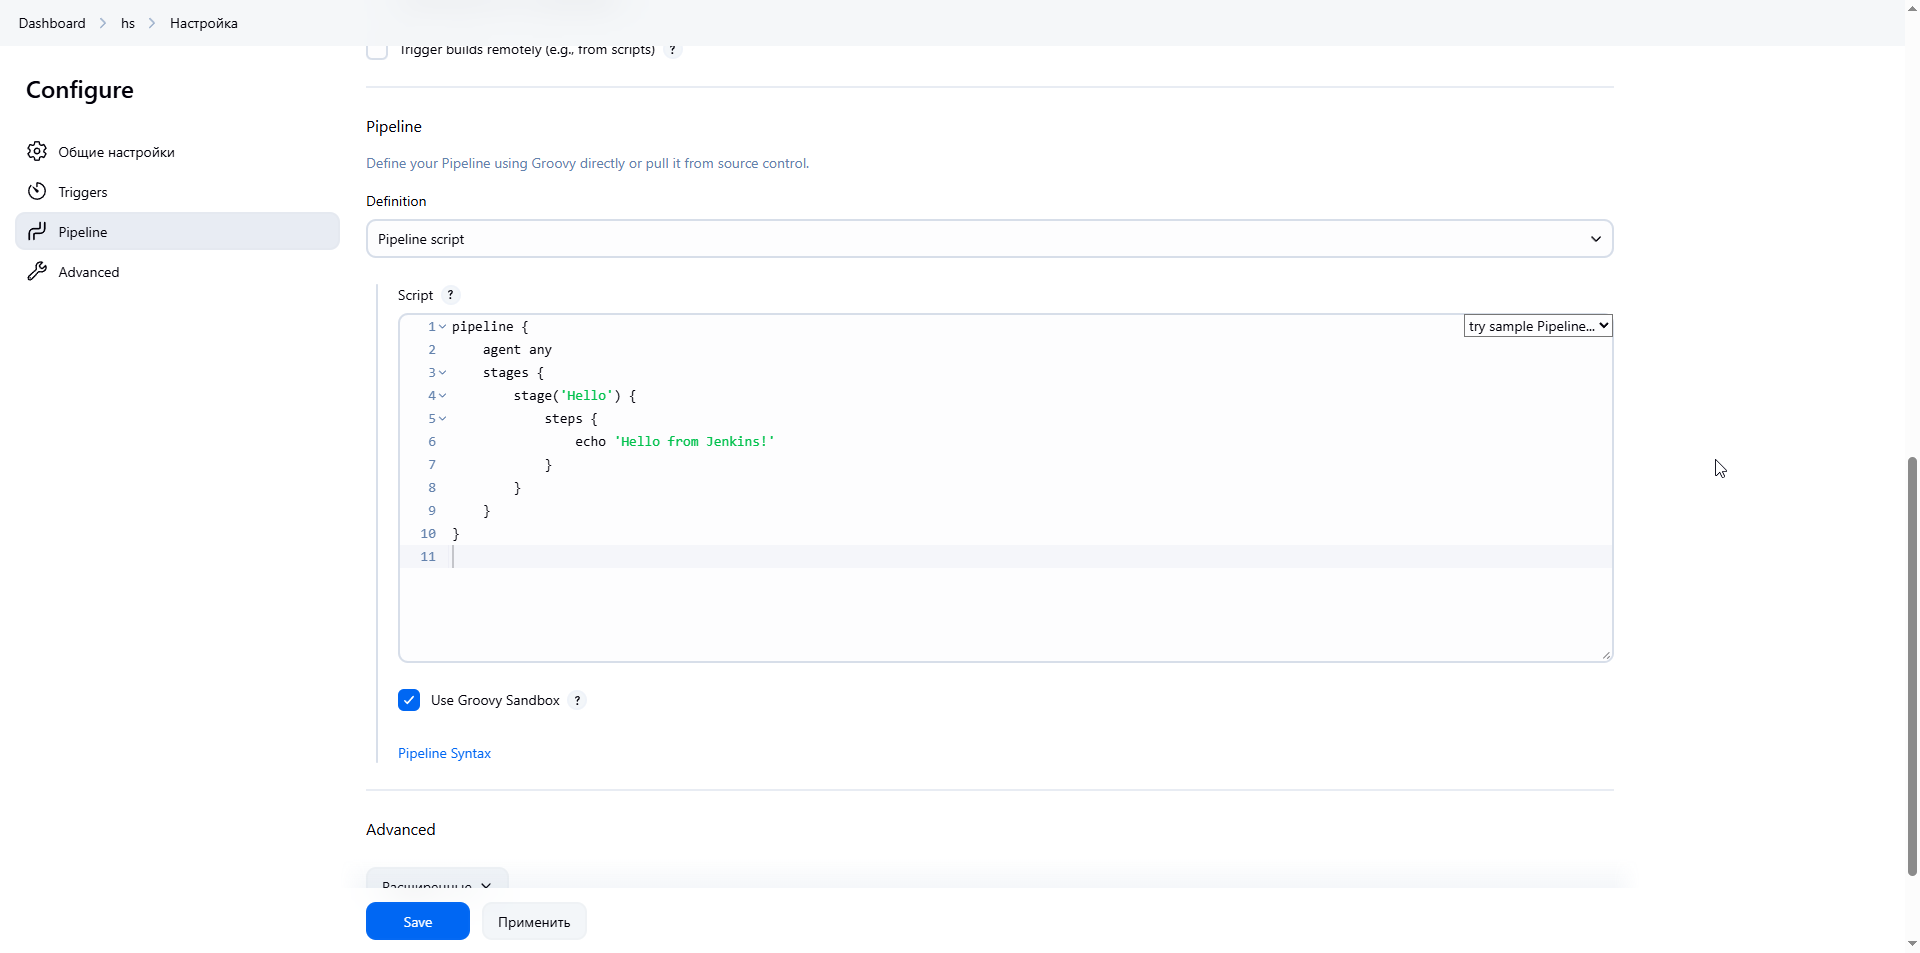 Dashboard > hs > Настройка
Trigger builds remotely (e.g., from scripts) ?
Configure
Общие настройки
Triggers
Pipeline
Advanced
Pipeline
Define your Pipeline using Groovy directly or pull it from source control.
Definition
Pipeline script
Script ?
try sample Pipeline...
1 pipeline {
2     agent any
3     stages {
4         stage('Hello') {
5             steps {
6                 echo 'Hello from Jenkins!'
7             }
8         }
9     }
10 }
11
Use Groovy Sandbox ?
Pipeline Syntax
Advanced
Расширенные
Save
Применить